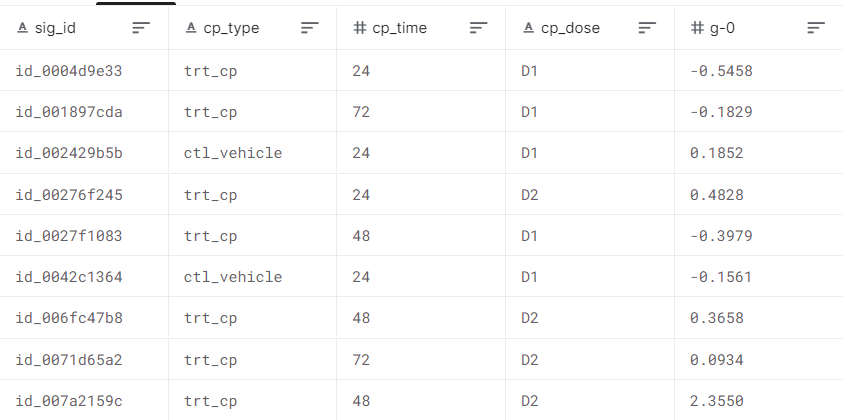 sig_id cp_type cp_time cp_dose g-0
id_0004d9e33 trt_cp 24 D1 -0.5458
id_001897cda trt_cp 72 D1 -0.1829
id_002429b5b ctl_vehicle 24 D1 0.1852
id_00276f245 trt_cp 24 D2 0.4828
id_0027f1083 trt_cp 48 D1 -0.3979
id_0042c1364 ctl_vehicle 24 D1 -0.1561
id_006fc47b8 trt_cp 48 D2 0.3658
id_0071d65a2 trt_cp 72 D2 0.0934
id_007a2159c trt_cp 48 D2 2.3550